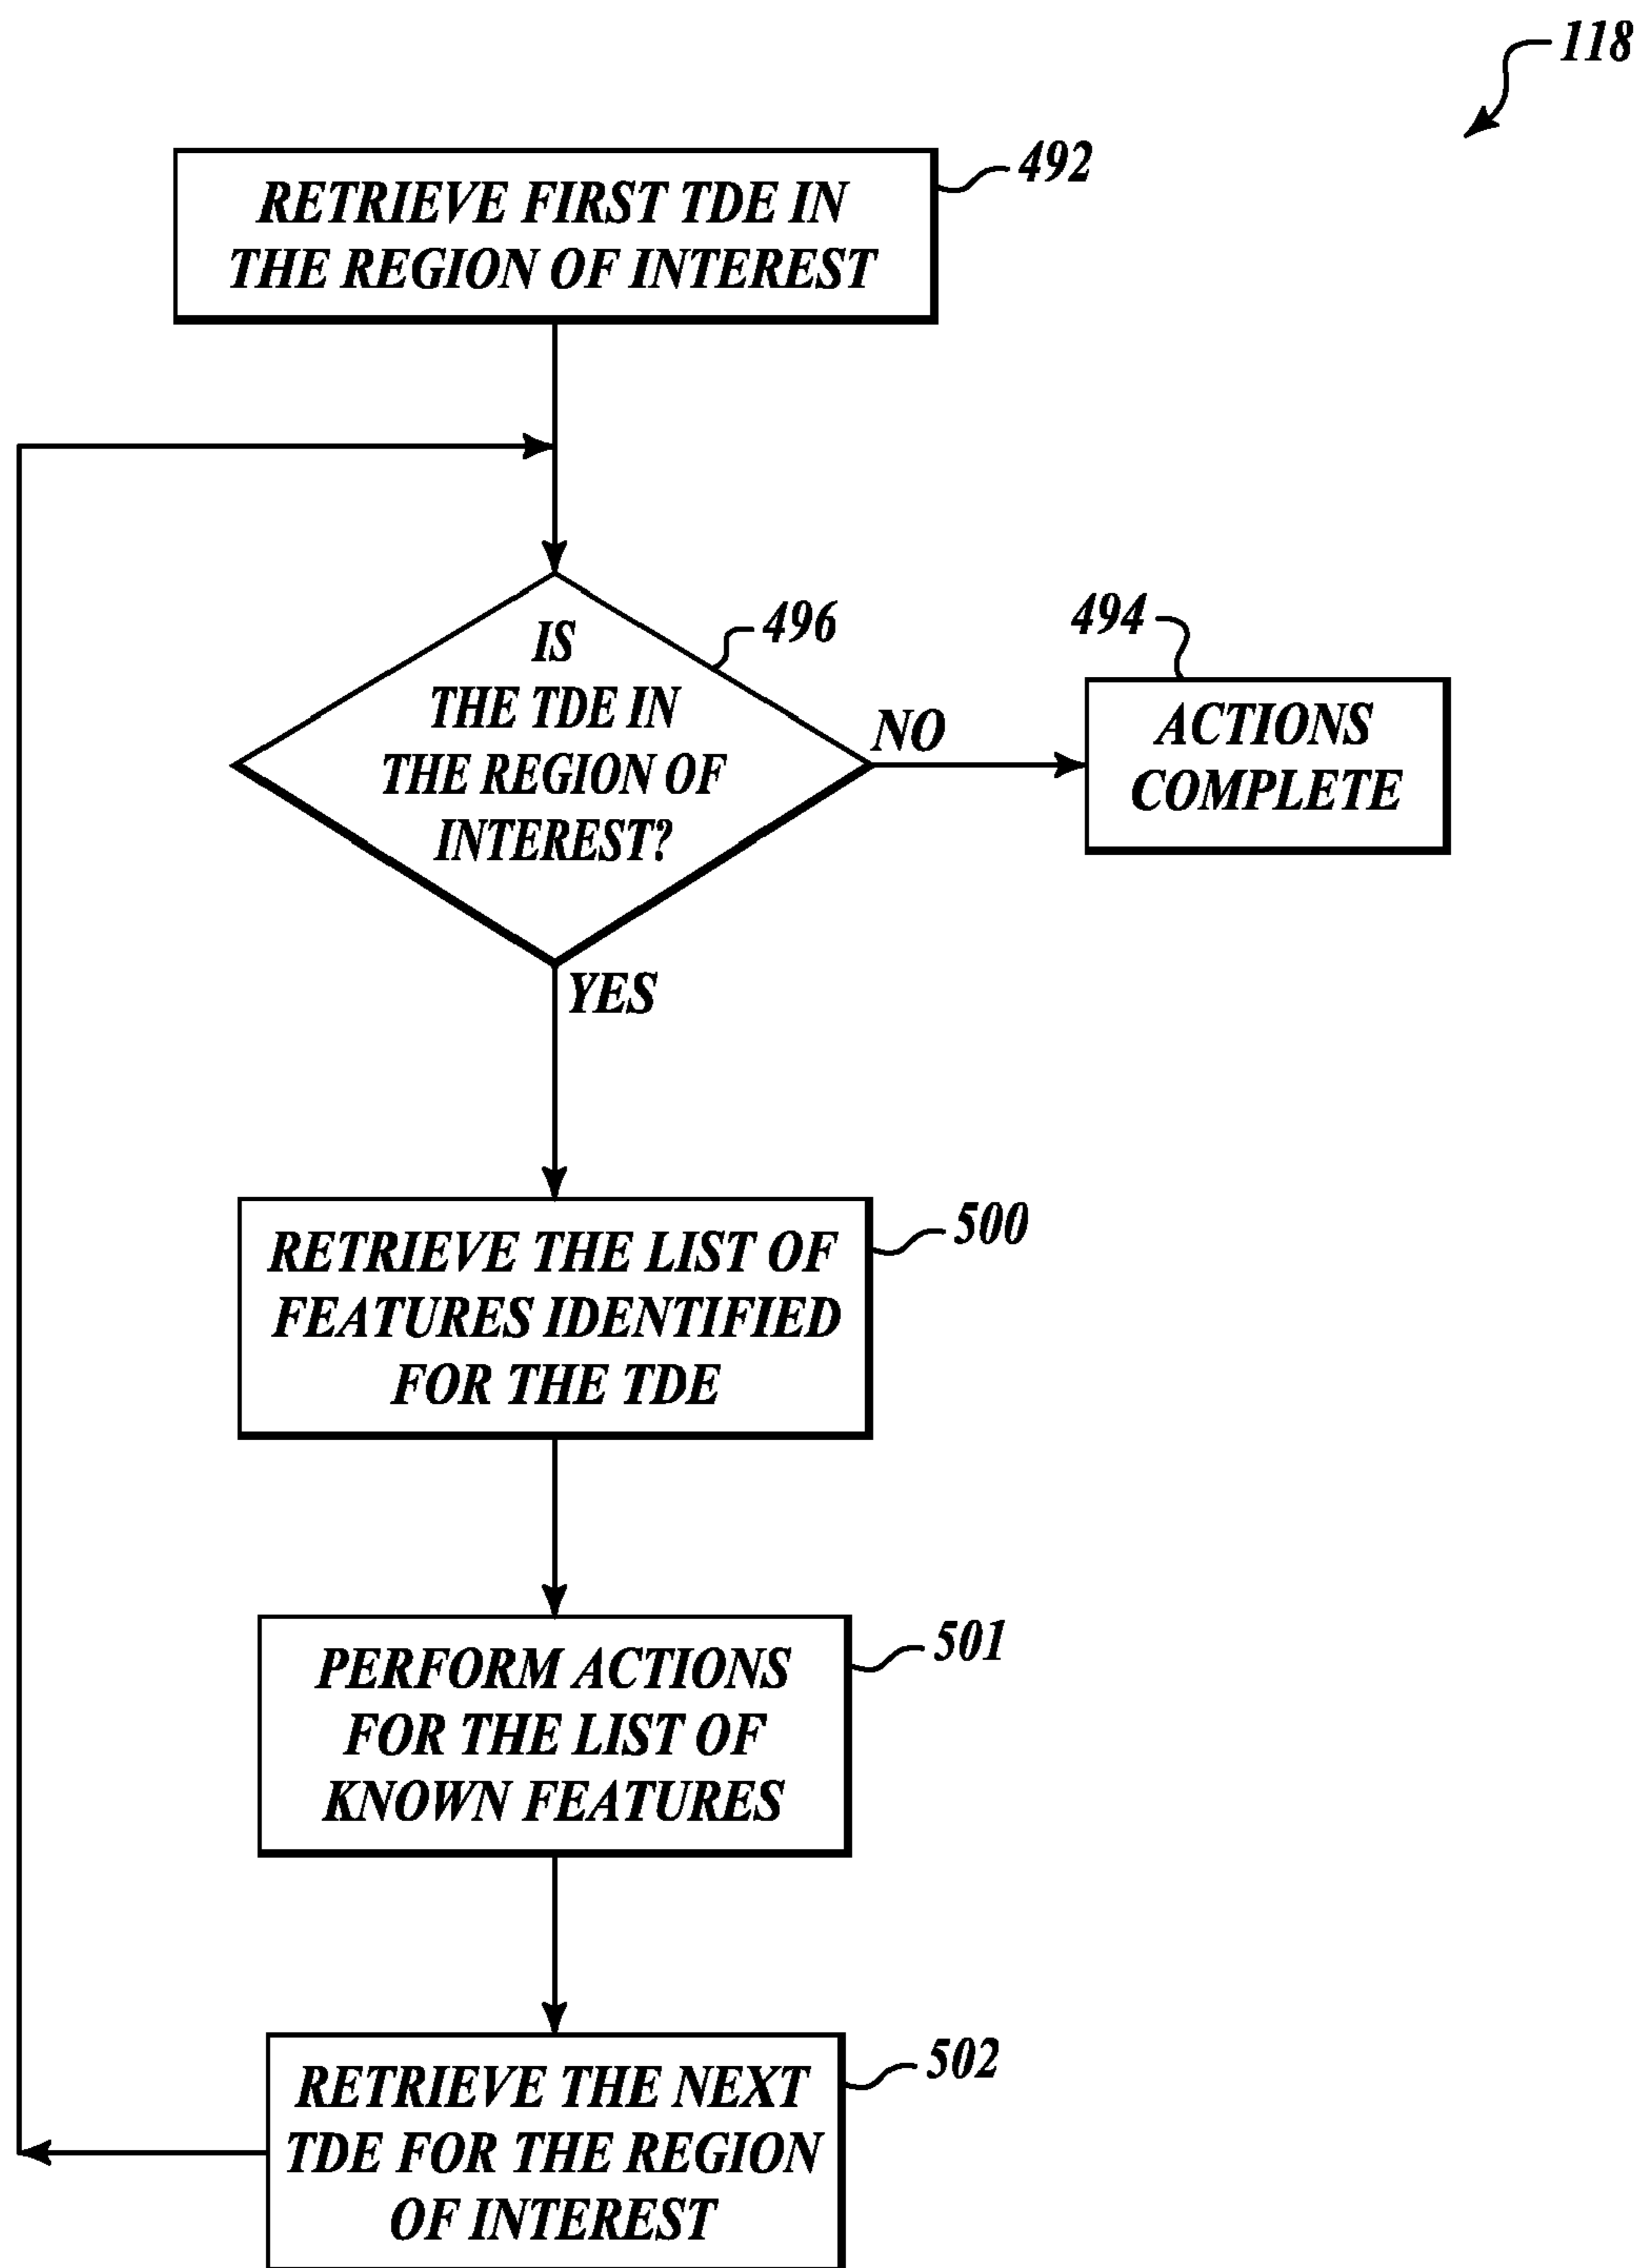 118
492
RETRIEVE FIRST TDE IN
THE REGION OF INTEREST
496
IS
THE TDE IN
THE REGION OF
INTEREST?
NO
494
ACTIONS
COMPLETE
YES
500
RETRIEVE THE LIST OF
FEATURES IDENTIFIED
FOR THE TDE
501
PERFORM ACTIONS
FOR THE LIST OF
KNOWN FEATURES
502
RETRIEVE THE NEXT
TDE FOR THE REGION
OF INTEREST